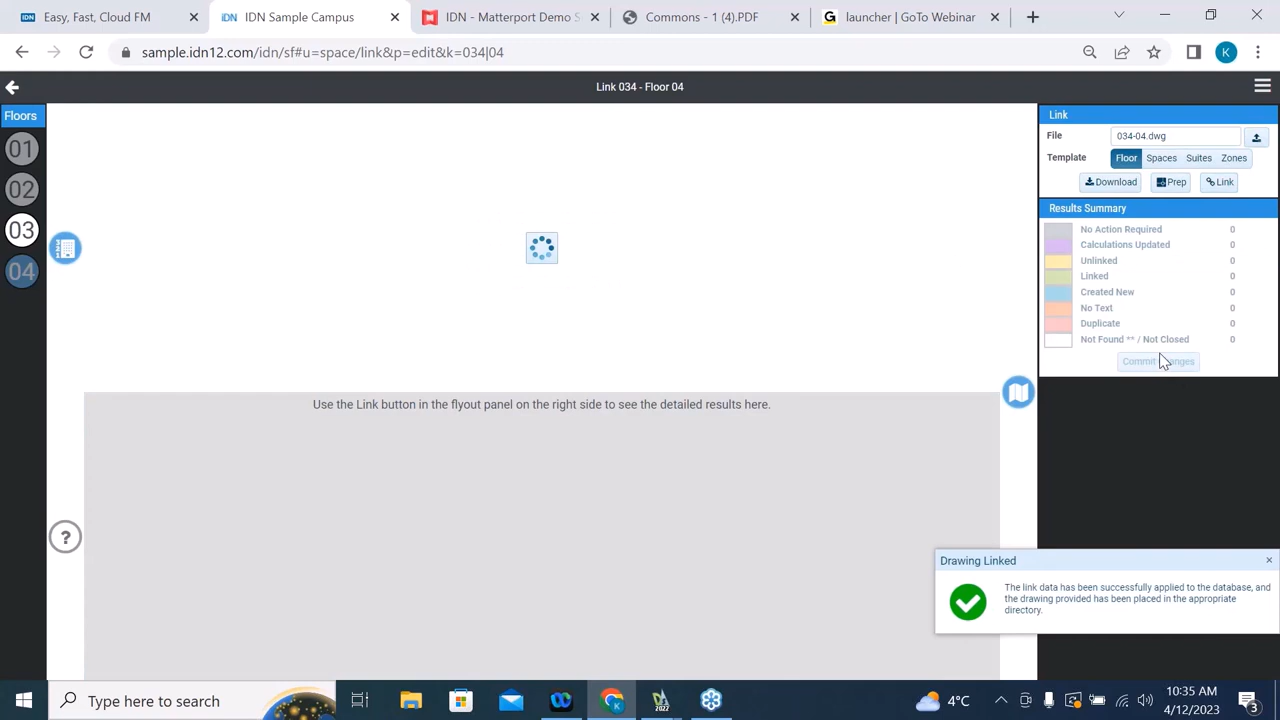 Easy, Fast, Cloud FM
IDN Sample Campus
IDN - Matterport Demo S
Commons - 1 (4).PDF
launcher | GoTo Webinar
sample.idn12.com/idn/sf#u=space/link&p=edit&k=034|04
K
Link 034 - Floor 04
Floors
01
02
03
04
Link
File
034-04.dwg
Template
Floor
Spaces
Suites
Zones
Download
Prep
Link
Results Summary
No Action Required 0
Calculations Updated 0
Unlinked 0
Linked 0
Created New 0
No Text 0
Duplicate 0
Not Found ** / Not Closed 0
Use the Link button in the flyout panel on the right side to see the detailed results here.
?
Drawing Linked
The link data has been successfully applied to the database, and
the drawing provided has been placed in the appropriate
directory.
Type here to search
2022
4°C
10:35 AM
4/12/2023
3